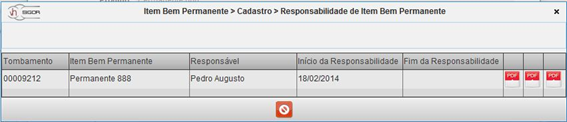 SIGOR
Item Bem Permanente > Cadastro > Responsabilidade de Item Bem Permanente
Tombamento Item Bem Permanente Responsável Início da Responsabilidade Fim da Responsabilidade
00009212 Permanente 888 Pedro Augusto 18/02/2014 PDF PDF PDF